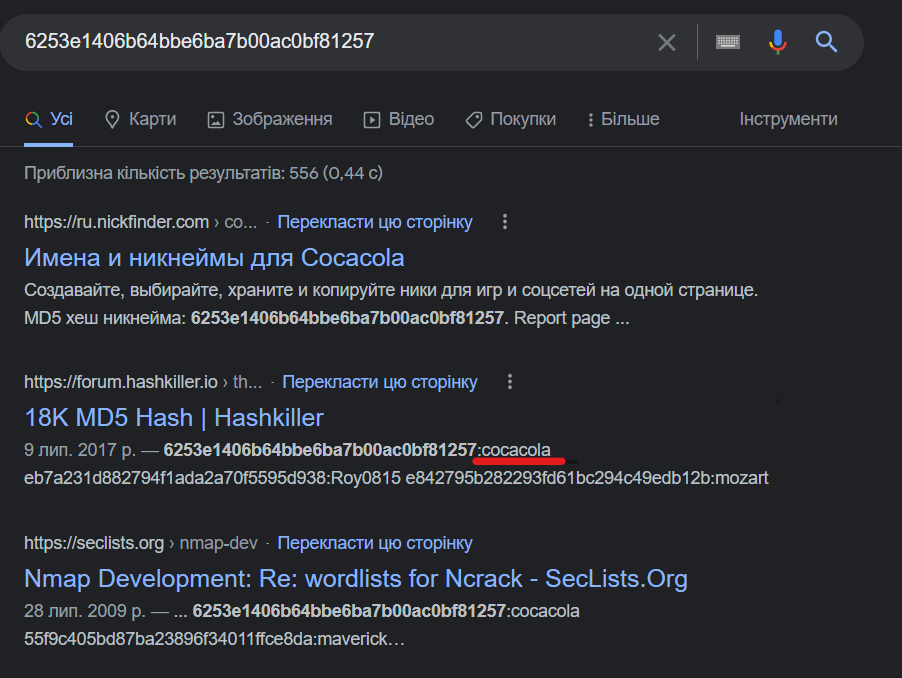 6253e1406b64bbe6ba7b00ac0bf81257
Усі Карти Зображення Відео Покупки Більше Інструменти
Приблизна кількість результатів: 556 (0,44 с)
https://ru.nickfinder.com › co... · Перекласти цю сторінку
Имена и никнеймы для Cocacola
Создавайте, выбирайте, храните и копируйте ники для игр и соцсетей на одной странице.
MD5 хеш никнейма: 6253e1406b64bbe6ba7b00ac0bf81257. Report page ...
https://forum.hashkiller.io › th... · Перекласти цю сторінку
18K MD5 Hash | Hashkiller
9 лип. 2017 р. — 6253e1406b64bbe6ba7b00ac0bf81257:cocacola
eb7a231d882794f1ada2a70f5595d938:Roy0815 e842795b282293fd61bc294c49edb12b:mozart
https://seclists.org › nmap-dev · Перекласти цю сторінку
Nmap Development: Re: wordlists for Ncrack - SecLists.Org
28 лип. 2009 р. — ... 6253e1406b64bbe6ba7b00ac0bf81257:cocacola
55f9c405bd87ba23896f34011ffce8da:maverick…